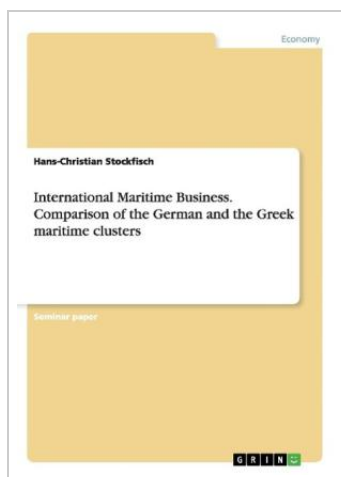 Economy
Hans-Christian Stockfisch
International Maritime Business.
Comparison of the German and the Greek
maritime clusters
Seminar paper
GRIN